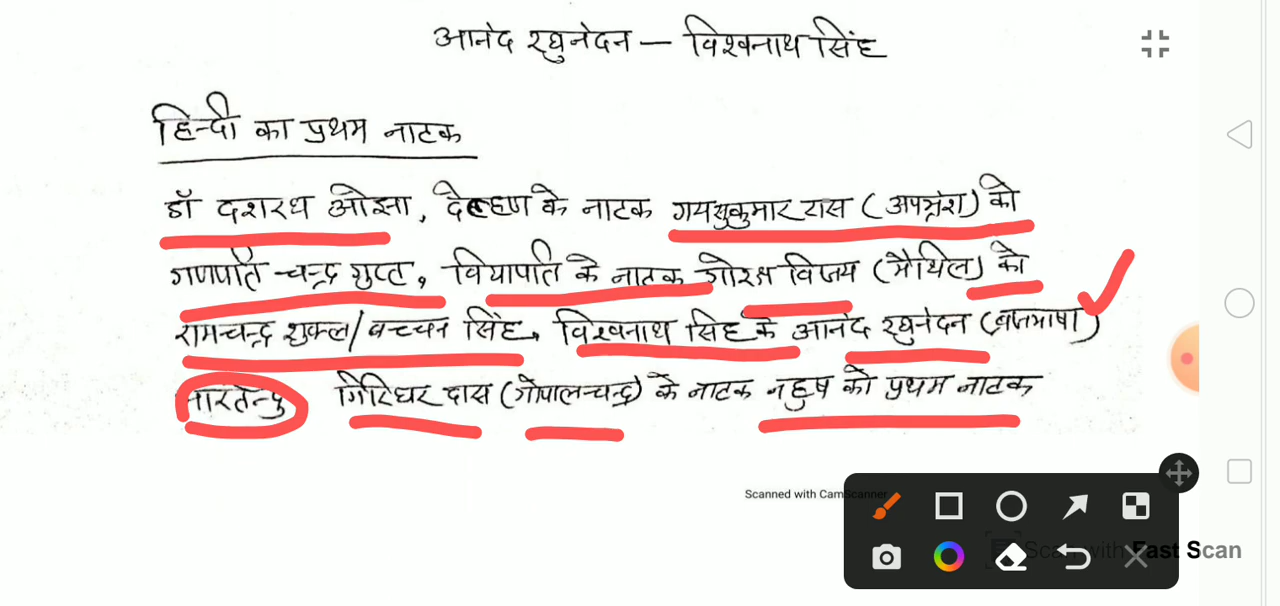 आनंद रघुनंदन — विश्वनाथ सिंह
हिन्दी का प्रथम नाटक
डॉ दशरथ ओझा, देल्हण के नाटक गयसुकुमार रास (अपभ्रंश) को
गणपति चन्द्र गुप्त, विद्यापति के नाटक गोरक्ष विजय (मैथिल) को
रामचन्द्र शुक्ल/बच्चन सिंह, विश्वनाथ सिंह के आनंद रघुनंदन (ब्रजभाषा)
भारतेन्दु गिरिधर दास (गोपालचन्द्र) के नाटक नहुष को प्रथम नाटक
Scanned with CamScanner
Scan with Fast Scan